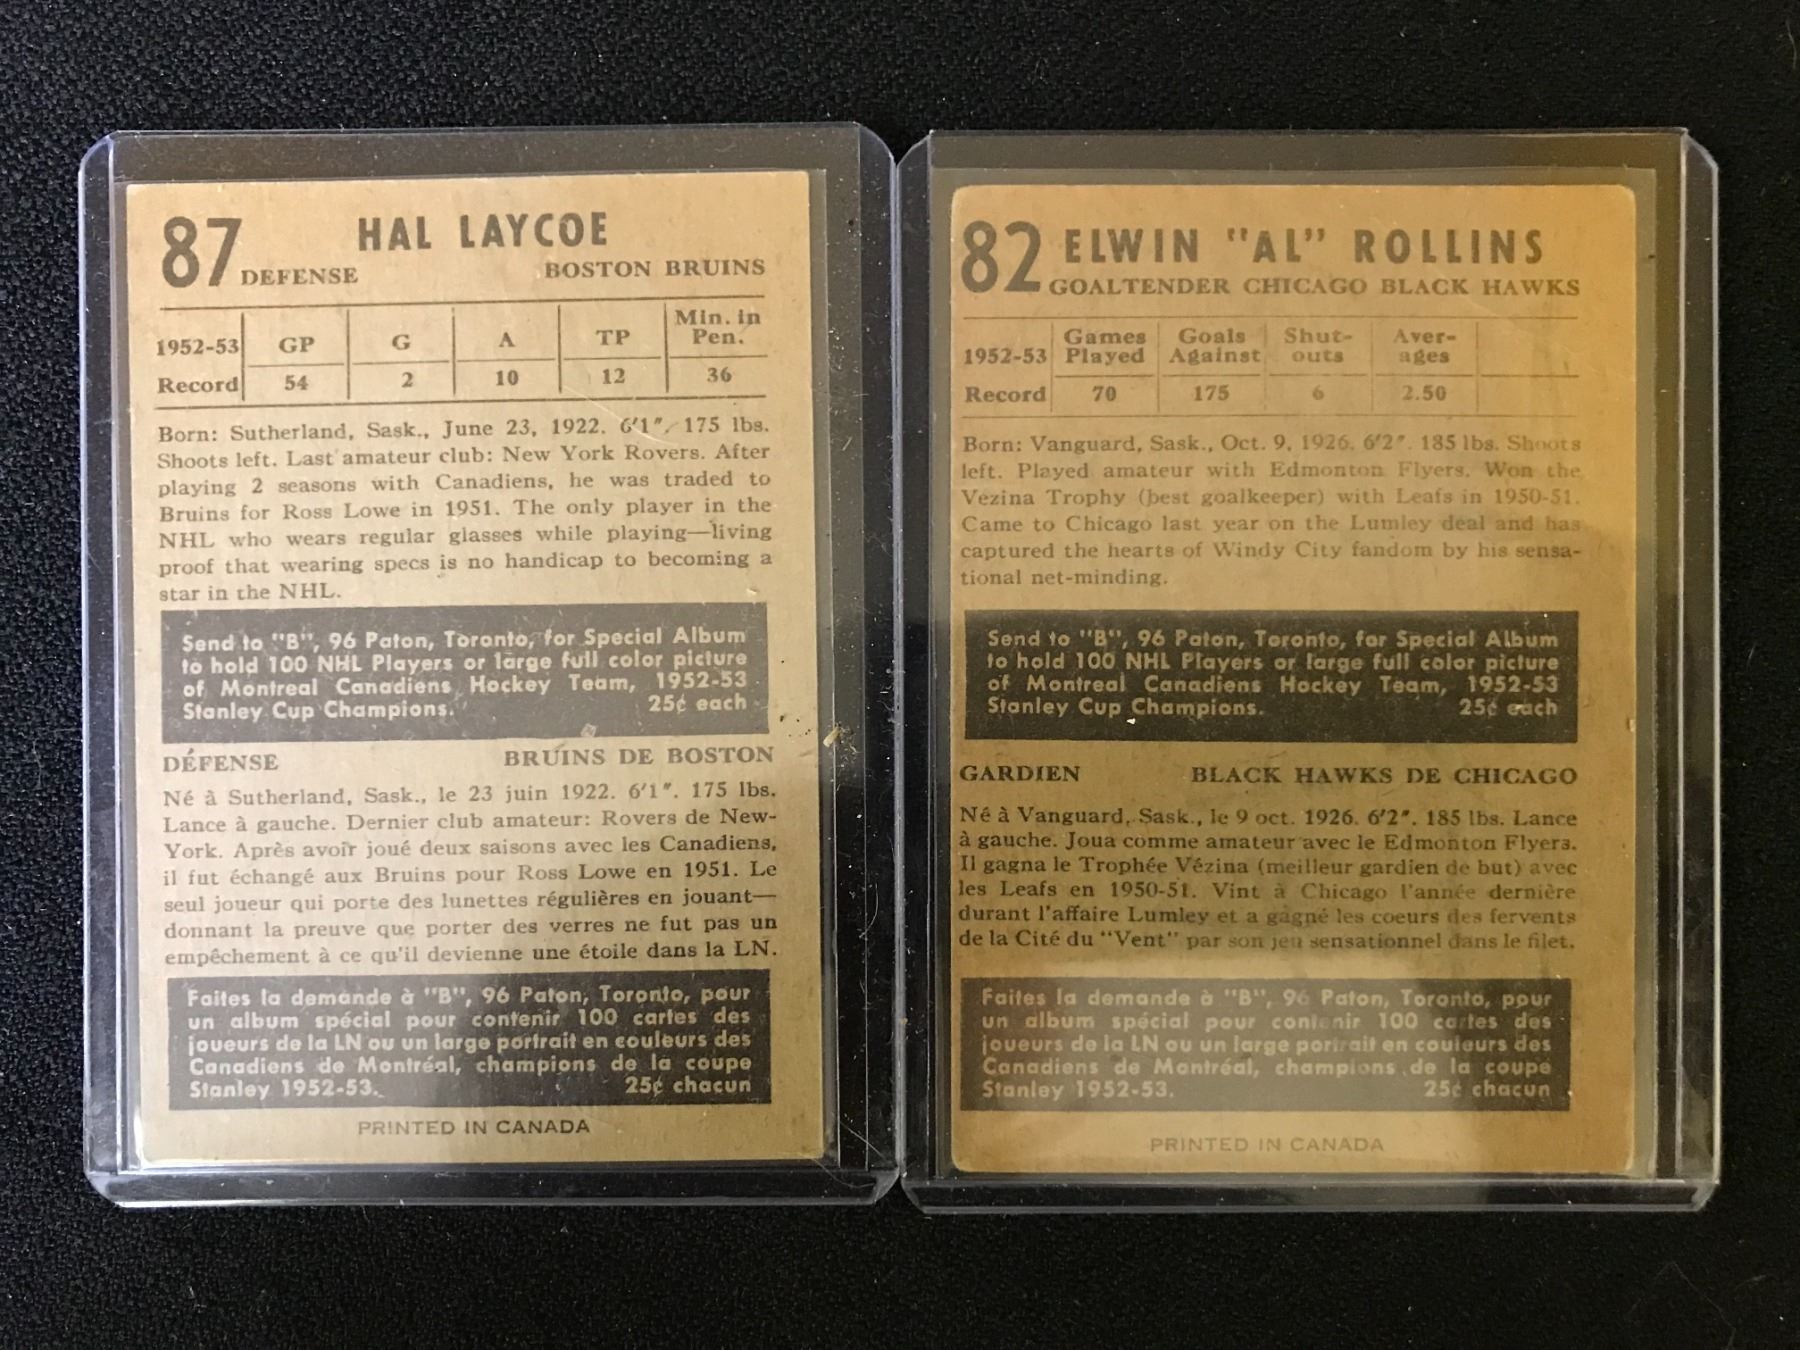 87 HAL LAYCOE
DEFENSE BOSTON BRUINS
1952-53 GP G A TP Min. in Pen.
Record 54 2 10 12 36
Born: Sutherland, Sask., June 23, 1922. 6'1". 175 lbs.
Shoots left. Last amateur club: New York Rovers. After
playing 2 seasons with Canadiens, he was traded to
Bruins for Ross Lowe in 1951. The only player in the
NHL who wears regular glasses while playing—living
proof that wearing specs is no handicap to becoming a
star in the NHL.
Send to "B", 96 Paton, Toronto, for Special Album
to hold 100 NHL Players or large full color picture
of Montreal Canadiens Hockey Team, 1952-53
Stanley Cup Champions. 25¢ each
DÉFENSE BRUINS DE BOSTON
Né à Sutherland, Sask., le 23 juin 1922. 6'1". 175 lbs.
Lance à gauche. Dernier club amateur: Rovers de New-
York. Après avoir joué deux saisons avec les Canadiens,
il fut échangé aux Bruins pour Ross Lowe en 1951. Le
seul joueur qui porte des lunettes régulières en jouant—
donnant la preuve que porter des verres ne fut pas un
empêchement à ce qu'il devienne une étoile dans la LN.
Faites la demande à "B", 96 Paton, Toronto, pour
un album spécial pour contenir 100 cartes des
joueurs de la LN ou un large portrait en couleurs des
Canadiens de Montréal, champions de la coupe
Stanley 1952-53. 25¢ chacun
PRINTED IN CANADA
82 ELWIN "AL" ROLLINS
GOALTENDER CHICAGO BLACK HAWKS
1952-53 Games Played Goals Against Shut-outs Aver-ages
Record 70 175 6 2.50
Born: Vanguard, Sask., Oct. 9, 1926. 6'2". 185 lbs. Shoots
left. Played amateur with Edmonton Flyers. Won the
Vezina Trophy (best goalkeeper) with Leafs in 1950-51.
Came to Chicago last year on the Lumley deal and has
captured the hearts of Windy City fandom by his sensa-
tional net-minding.
Send to "B", 96 Paton, Toronto, for Special Album
to hold 100 NHL Players or large full color picture
of Montreal Canadiens Hockey Team, 1952-53
Stanley Cup Champions. 25¢ each
GARDIEN BLACK HAWKS DE CHICAGO
Né à Vanguard, Sask., le 9 oct. 1926. 6'2". 185 lbs. Lance
à gauche. Joua comme amateur avec le Edmonton Flyers.
Il gagna le Trophée Vézina (meilleur gardien de but) avec
les Leafs en 1950-51. Vint à Chicago l'année dernière
durant l'affaire Lumley et a gagné les coeurs des fervents
de la Cité du "Vent" par son jeu sensationnel dans le filet.
Faites la demande à "B", 96 Paton, Toronto, pour
un album spécial pour contenir 100 cartes des
joueurs de la LN ou un large portrait en couleurs des
Canadiens de Montréal, champions de la coupe
Stanley 1952-53. 25¢ chacun
PRINTED IN CANADA